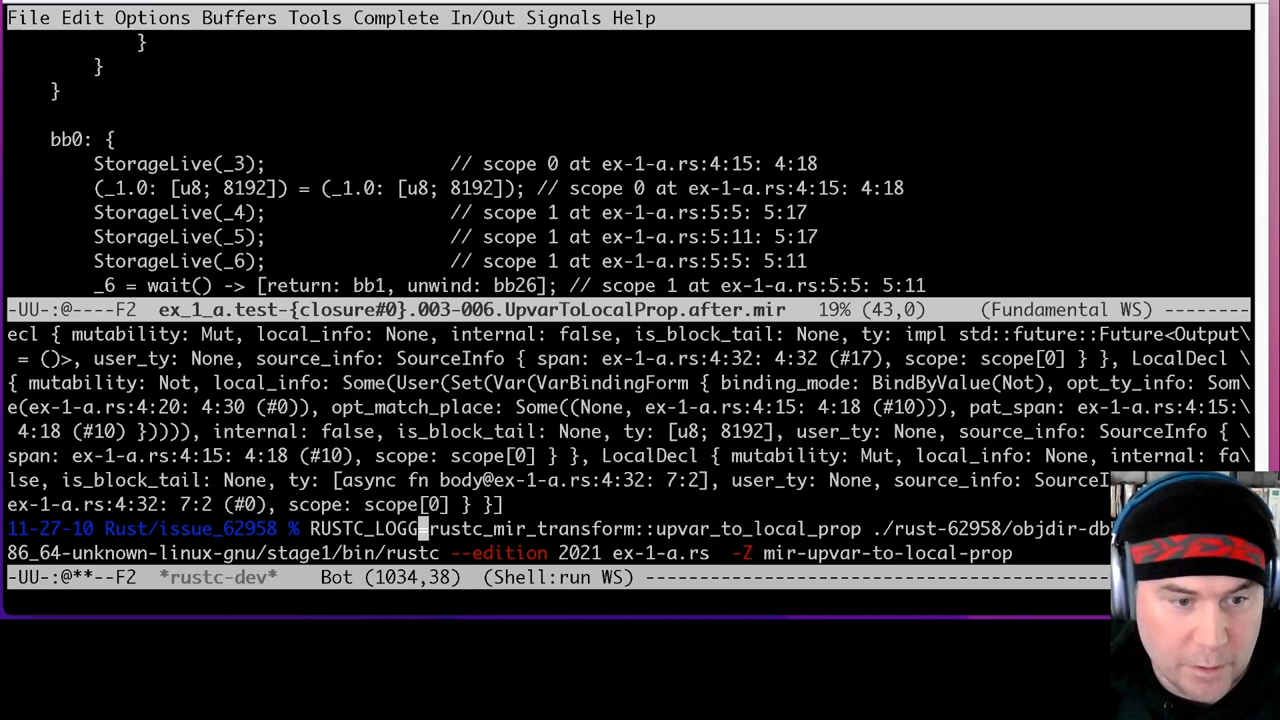 File Edit Options Buffers Tools Complete In/Out Signals Help
}
}
}
bb0: {
StorageLive(_3); // scope 0 at ex-1-a.rs:4:15: 4:18
(_1.0: [u8; 8192]) = (_1.0: [u8; 8192]); // scope 0 at ex-1-a.rs:4:15: 4:18
StorageLive(_4); // scope 1 at ex-1-a.rs:5:5: 5:17
StorageLive(_5); // scope 1 at ex-1-a.rs:5:11: 5:17
StorageLive(_6); // scope 1 at ex-1-a.rs:5:5: 5:11
_6 = wait() -> [return: bb1, unwind: bb26]; // scope 1 at ex-1-a.rs:5:5: 5:11
-UU-:@----F2 ex_1_a.test-{closure#0}.003-006.UpvarToLocalProp.after.mir 19% (43,0) (Fundamental WS) --------
ecl { mutability: Mut, local_info: None, internal: false, is_block_tail: None, ty: impl std::future::Future<Output\
= ()>, user_ty: None, source_info: SourceInfo { span: ex-1-a.rs:4:32: 4:32 (#17), scope: scope[0] } }, LocalDecl \
{ mutability: Not, local_info: Some(User(Set(Var(VarBindingForm { binding_mode: BindByValue(Not), opt_ty_info: Som\
e(ex-1-a.rs:4:20: 4:30 (#0)), opt_match_place: Some((None, ex-1-a.rs:4:15: 4:18 (#10))), pat_span: ex-1-a.rs:4:15:\
4:18 (#10) })))), internal: false, is_block_tail: None, ty: [u8; 8192], user_ty: None, source_info: SourceInfo { \
span: ex-1-a.rs:4:15: 4:18 (#10), scope: scope[0] } }, LocalDecl { mutability: Mut, local_info: None, internal: fa\
lse, is_block_tail: None, ty: [async fn body@ex-1-a.rs:4:32: 7:2], user_ty: None, source_info: SourceI
ex-1-a.rs:4:32: 7:2 (#0), scope: scope[0] } }]
11-27-10 Rust/issue_62958 % RUSTC_LOGG=rustc_mir_transform::upvar_to_local_prop ./rust-62958/objdir-db
86_64-unknown-linux-gnu/stage1/bin/rustc --edition 2021 ex-1-a.rs -Z mir-upvar-to-local-prop
-UU-:@**--F2 *rustc-dev* Bot (1034,38) (Shell:run WS) ----------------------------------------